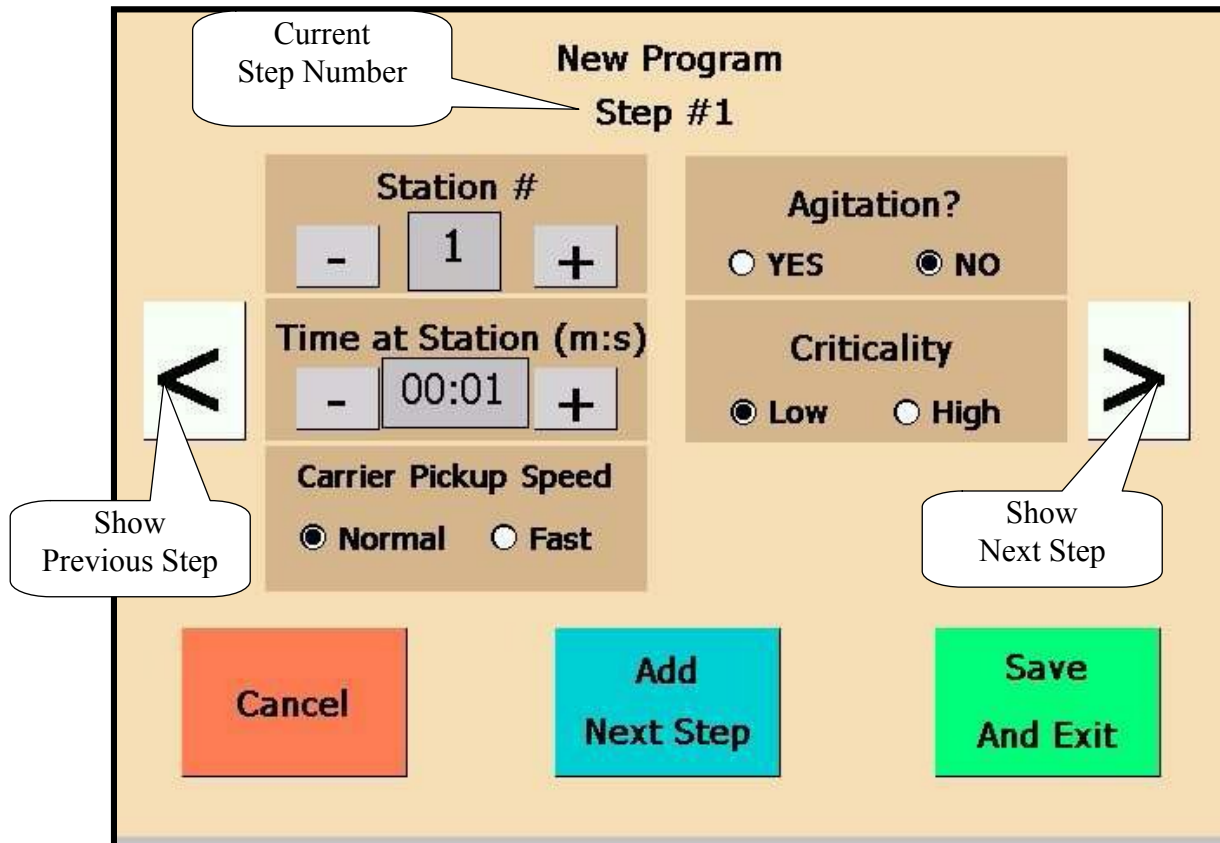 Current
Step Number
New Program
Step #1
Station #
- 1 +
Agitation?
YES NO
Time at Station (m:s)
- 00:01 +
Criticality
Low High
<
>
Carrier Pickup Speed
Normal Fast
Show
Previous Step
Show
Next Step
Cancel
Add
Next Step
Save
And Exit